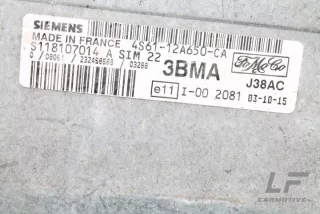 SIEMENS
MADE IN FRANCE 4S61-12A650-CA
S118107014 A SIM 22
3BMA
FoMoCo
J38AC
e11 I-00 2081 03-10-15
LF
CARMOTIVE